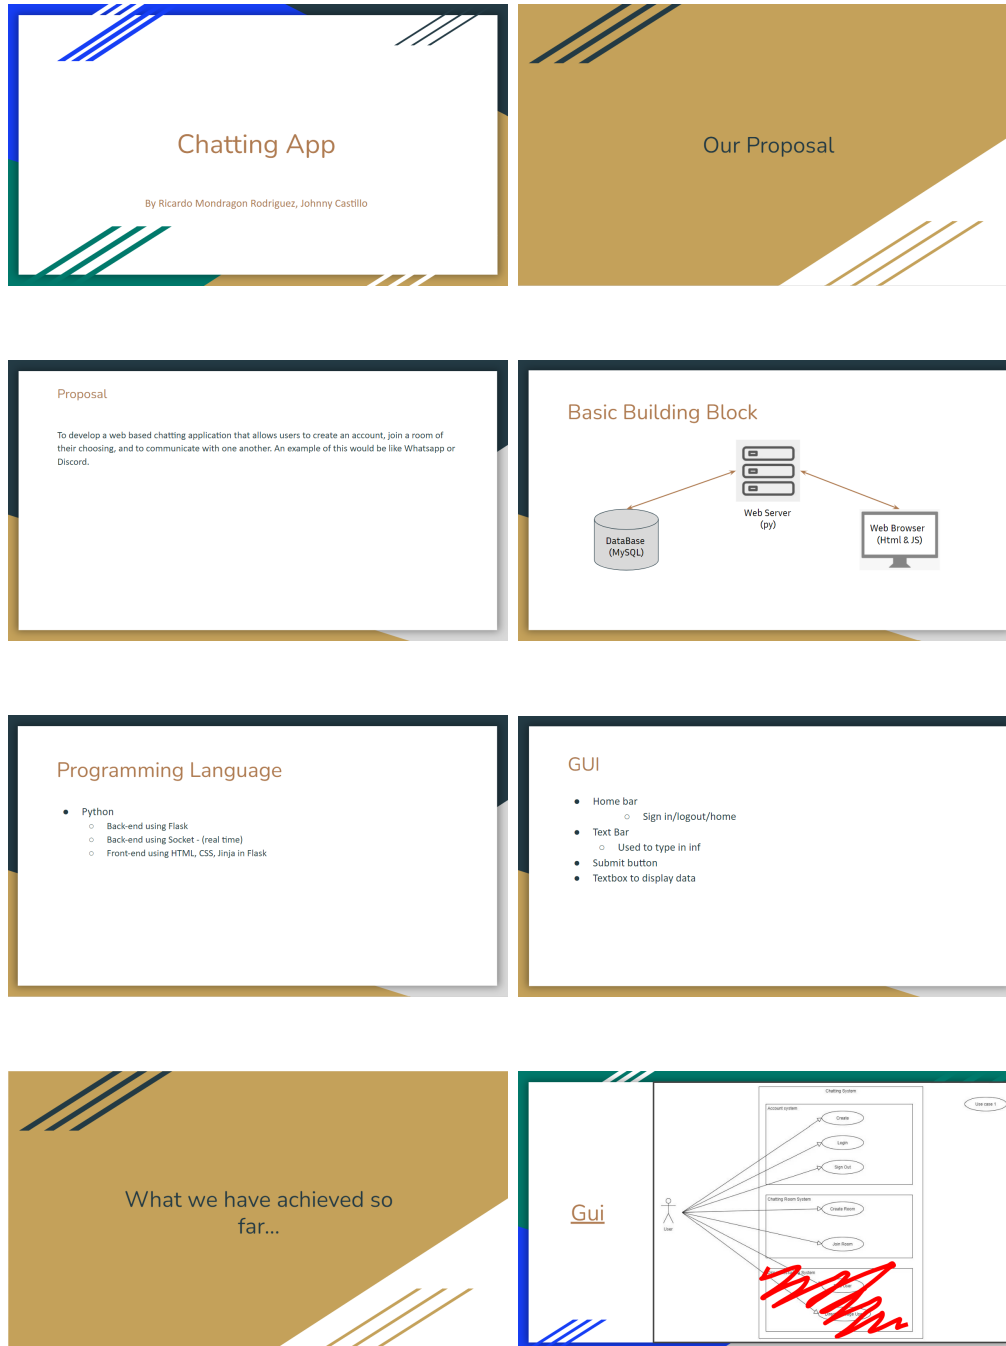 Chatting App
By Ricardo Mondragon Rodriguez, Johnny Castillo
Our Proposal
Proposal
To develop a web based chatting application that allows users to create an account, join a room of
their choosing, and to communicate with one another. An example of this would be like Whatsapp or
Discord.
Basic Building Block
Web Server
(py)
DataBase
(MySQL)
Web Browser
(Html & JS)
Programming Language
● Python
○ Back-end using Flask
○ Back-end using Socket - (real time)
○ Front-end using HTML, CSS, Jinja in Flask
GUI
● Home bar
○ Sign in/logout/home
● Text Bar
○ Used to type in inf
● Submit button
● Textbox to display data
What we have achieved so
far...
Gui
Chatting System
Use case 1
Account system
Create
Login
Sign Out
User
Chatting Room System
Create Room
Join Room
System